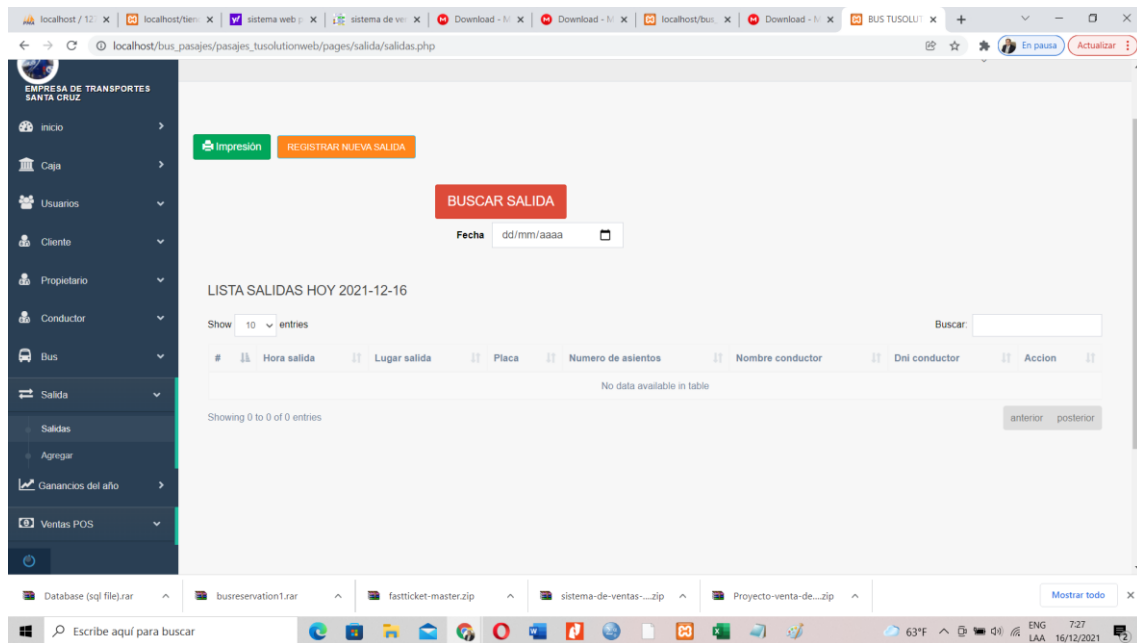 localhost / 12
localhost/tien
sistema web p
sistema de ver
Download - M
Download - M
localhost/bus_
Download - M
BUS TUSOLUT
localhost/bus_pasajes/pasajes_tusolutionweb/pages/salida/salidas.php
En pausa
Actualizar
EMPRESA DE TRANSPORTES
SANTA CRUZ
inicio
Caja
Usuarios
Cliente
Propietario
Conductor
Bus
Salida
Salidas
Agregar
Ganancios del año
Ventas POS
Impresión
REGISTRAR NUEVA SALIDA
BUSCAR SALIDA
Fecha dd/mm/aaaa
LISTA SALIDAS HOY 2021-12-16
Show 10 entries
Buscar:
# Hora salida Lugar salida Placa Numero de asientos Nombre conductor Dni conductor Accion
No data available in table
Showing 0 to 0 of 0 entries
anterior posterior
Database (sql file).rar
busreservation1.rar
fastticket-master.zip
sistema-de-ventas-....zip
Proyecto-venta-de....zip
Mostrar todo
Escribe aquí para buscar
63°F
ENG
LAA
7:27
16/12/2021